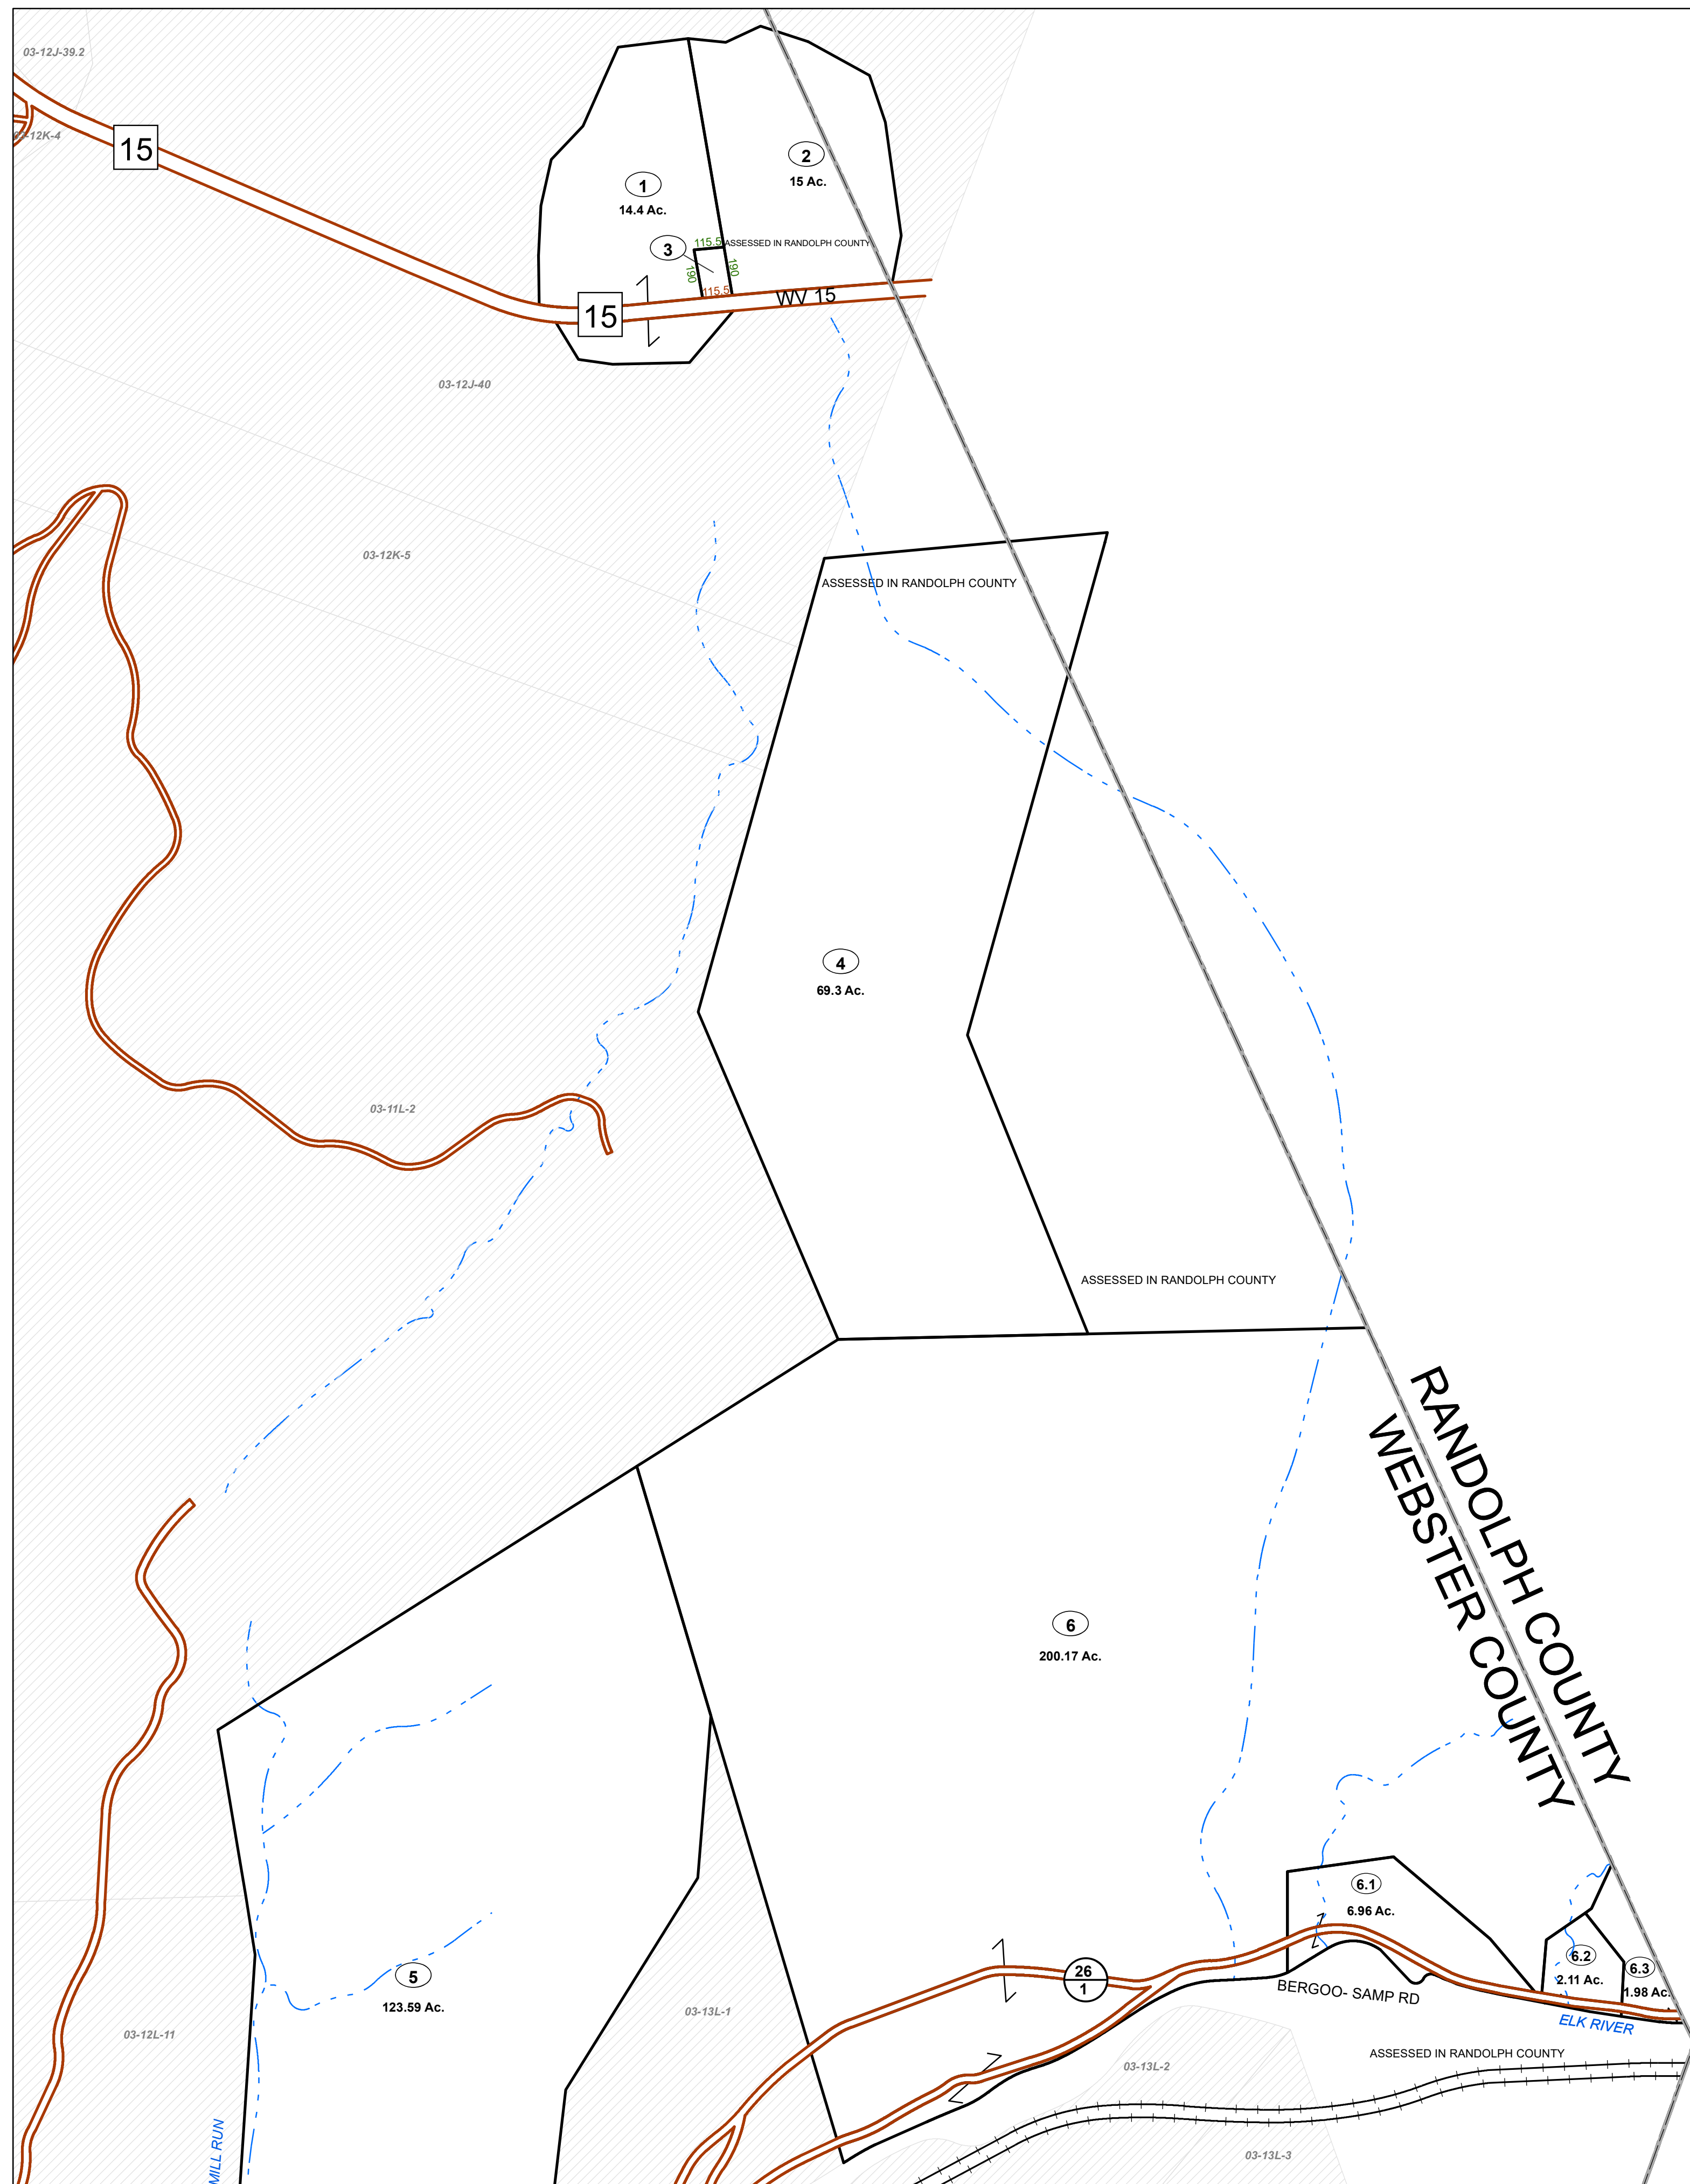 03-12J-39.2
03-12K-4
15
2
15 Ac.
1
14.4 Ac.
3
115.5
ASSESSED IN RANDOLPH COUNTY
190
190
115.5
WV 15
15
03-12J-40
03-12K-5
ASSESSED IN RANDOLPH COUNTY
4
69.3 Ac.
03-11L-2
ASSESSED IN RANDOLPH COUNTY
RANDOLPH COUNTY
WEBSTER COUNTY
6
200.17 Ac.
6.1
6.96 Ac.
6.2
2.11 Ac.
6.3
1.98 Ac.
26
1
5
123.59 Ac.
BERGOO- SAMP RD
03-13L-1
03-12L-11
ELK RIVER
ASSESSED IN RANDOLPH COUNTY
03-13L-2
MILL RUN
03-13L-3